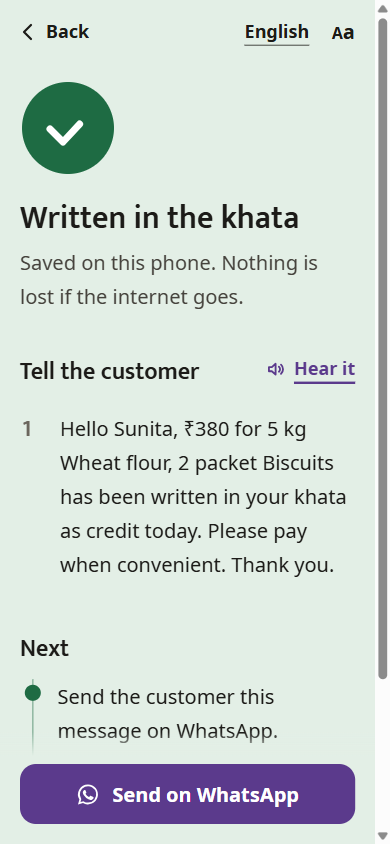 Back
English
Aa
Written in the khata
Saved on this phone. Nothing is
lost if the internet goes.
Tell the customer
Hear it
1
Hello Sunita, ₹380 for 5 kg
Wheat flour, 2 packet Biscuits
has been written in your khata
as credit today. Please pay
when convenient. Thank you.
Next
Send the customer this
message on WhatsApp.
Send on WhatsApp